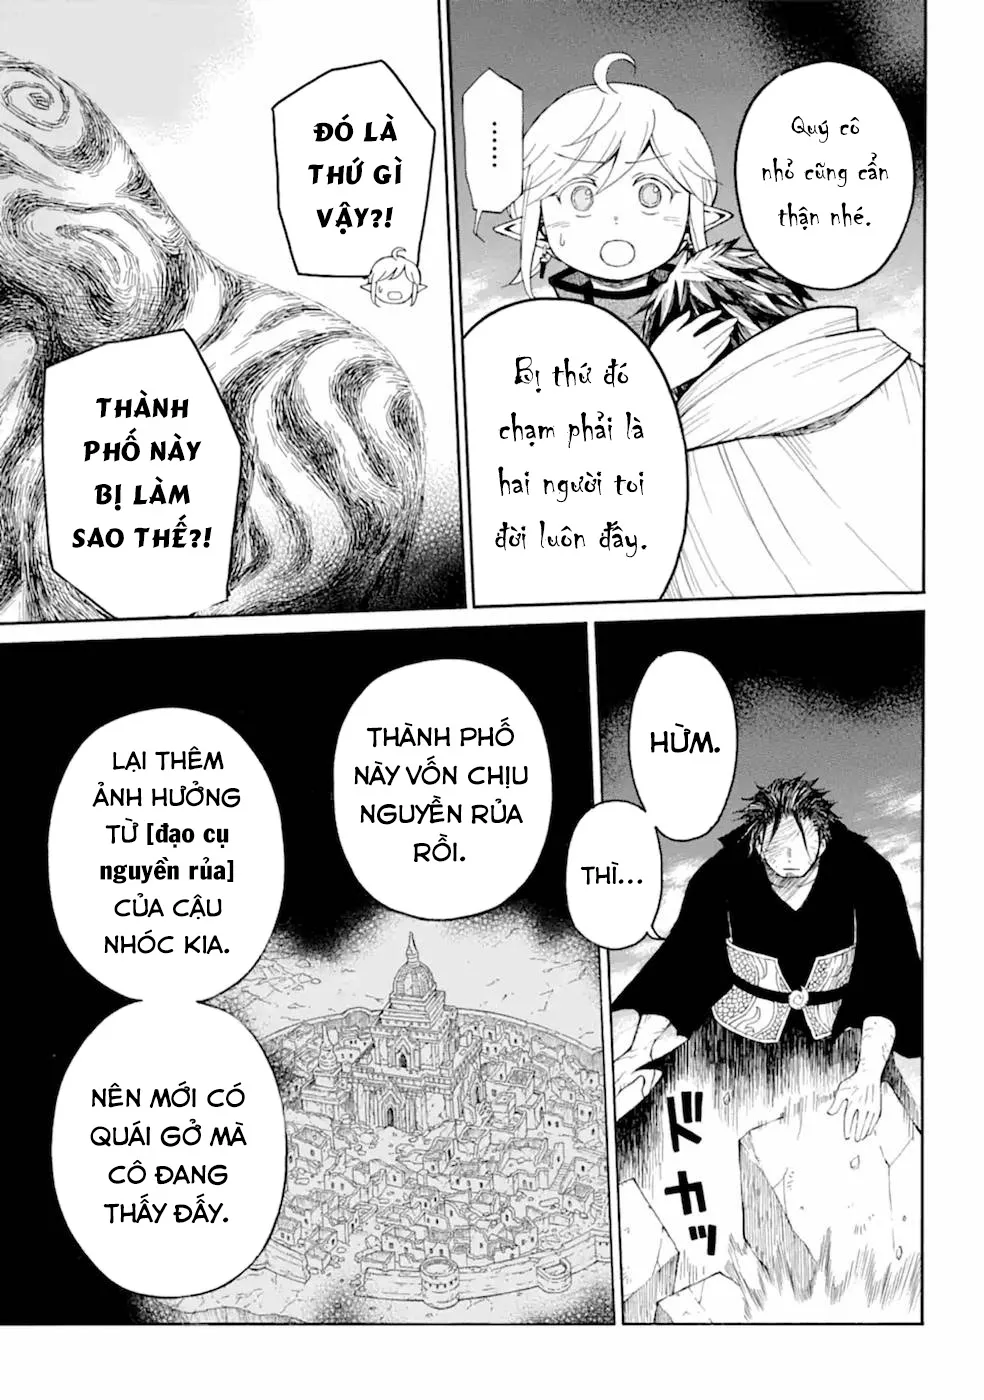 Quý cô
nhỏ cũng cẩn
thận nhé.
......
Bị thứ đó
chạm phải là
hai người toi
đời luôn đấy.
ĐÓ LÀ
THỨ GÌ
VẬY?!
THÀNH
PHỐ NÀY
BỊ LÀM
SAO THẾ?!
HỪM.
THÌ...
ドカッ
THÀNH PHỐ
NÀY VỐN CHỊU
NGUYỀN RỦA
RỒI.
LẠI THÊM
ẢNH HƯỞNG
TỪ [đạo cụ
nguyền rủa]
CỦA CẬU
NHÓC KIA.
NÊN MỚI CÓ
QUÁI GỞ MÀ
CÔ ĐANG
THẤY ĐẤY.